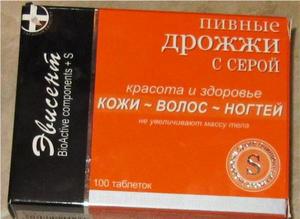 Эвисент
BioActive components + S
ПИВНЫЕ
ДРОЖЖИ
С СЕРОЙ
красота и здоровье
КОЖИ ~ ВОЛОС ~ НОГТЕЙ
не увеличивают массу тела
100 таблеток
S